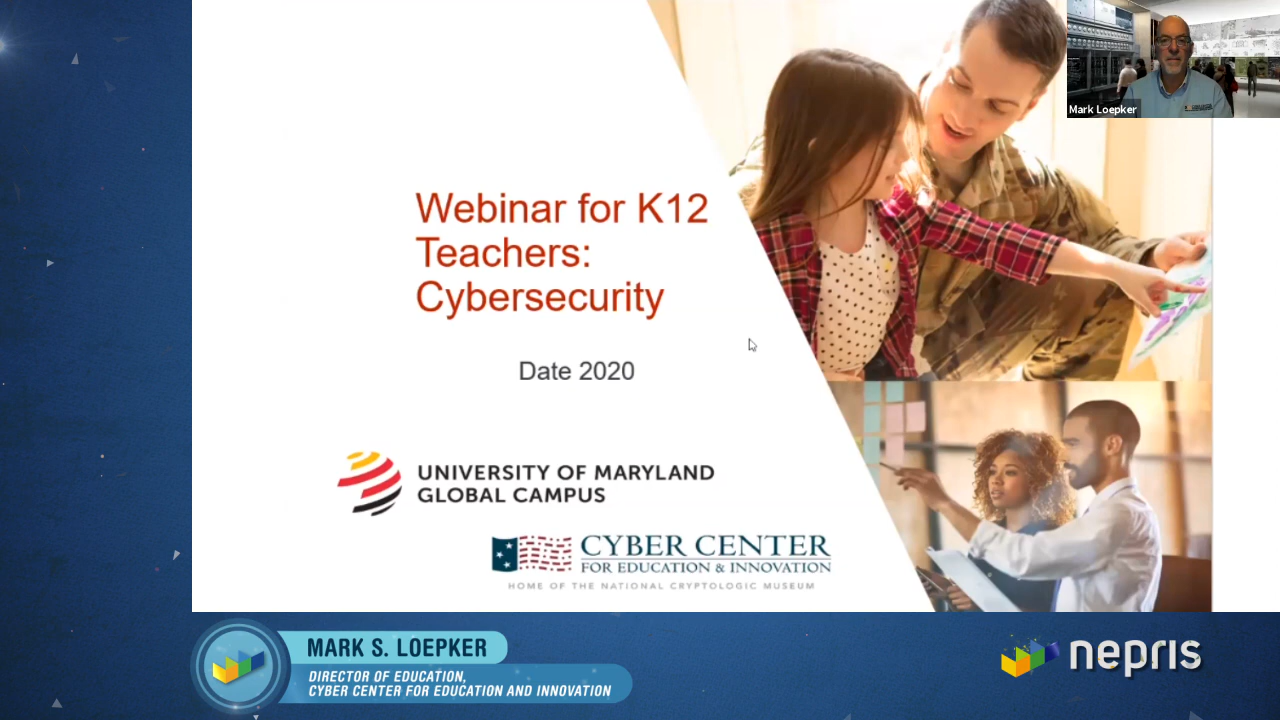 Mark Loepker
Webinar for K12
Teachers:
Cybersecurity
Date 2020
UNIVERSITY OF MARYLAND
GLOBAL CAMPUS
CYBER CENTER
FOR EDUCATION & INNOVATION
HOME OF THE NATIONAL CRYPTOLOGIC MUSEUM
MARK S. LOEPKER
DIRECTOR OF EDUCATION,
CYBER CENTER FOR EDUCATION AND INNOVATION
nepris